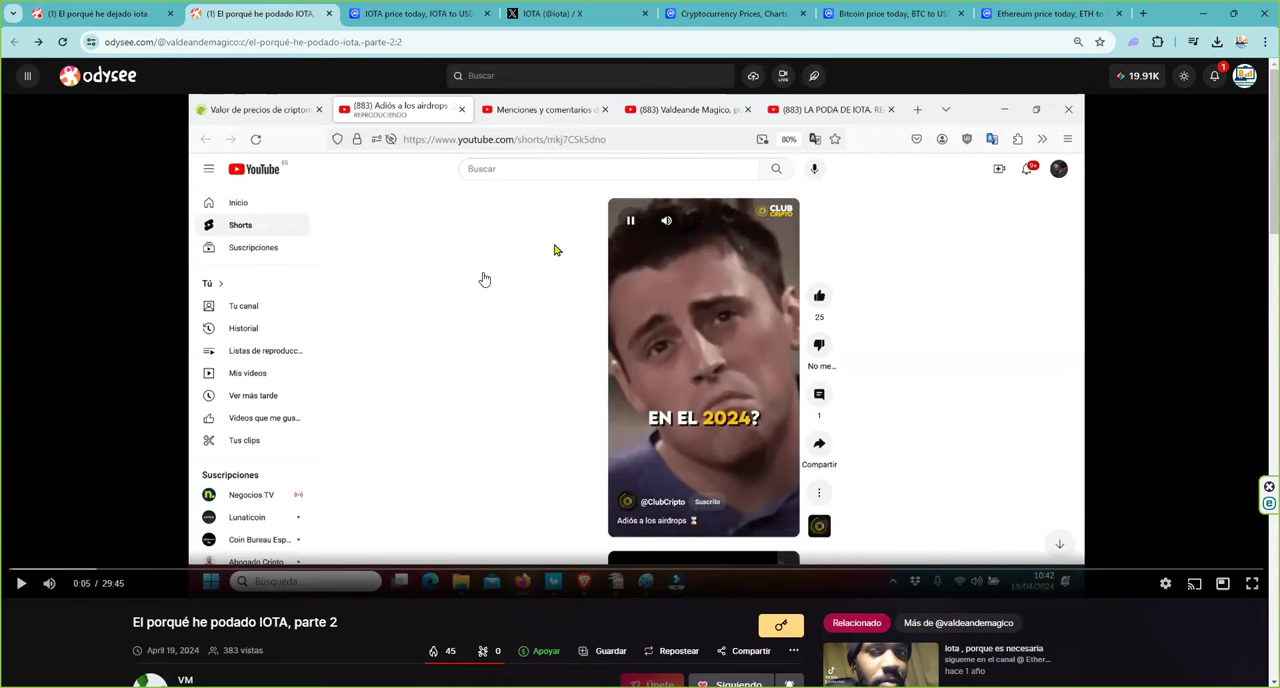 (1) El porqué he dejado iota
(1) El porqué he podado IOTA,
IOTA price today, IOTA to USD
IOTA (@iota) / X
Cryptocurrency Prices, Charts
Bitcoin price today, BTC to US
Ethereum price today, ETH to
odysee.com/@valdeandemagico:c/el-porqué-he-podado-iota,-parte-2:2
odysee
Buscar
LIVE
19.91K
1
Valor de precios de criptom
(883) Adiós a los airdrops
REPRODUCIENDO
Menciones y comentarios d
(883) Valdeande Magico, p
(883) LA PODA DE IOTA. R
https://www.youtube.com/shorts/mkj7CSk5dno
80%
YouTube ES
Buscar
9+
Inicio
Shorts
Suscripciones
Tú
Tu canal
Historial
Listas de reproducc...
Mis vídeos
Ver más tarde
Vídeos que me gus...
Tus clips
Suscripciones
Negocios TV
Lunaticoin
Coin Bureau Esp...
Abogado Cripto
CLUB
CRIPTO
EN EL 2024?
@ClubCripto Suscrito
Adiós a los airdrops
25
No me...
1
Compartir
Búsqueda
10:42
19/04/2024
0:05 / 29:45
El porqué he podado IOTA, parte 2
April 19, 2024
383 vistas
45
0
Apoyar
Guardar
Repostear
Compartir
Relacionado
Más de @valdeandemagico
Iota , porque es necesaria
sigueme en el canal @ Ether...
hace 1 año
VM
Únete
Siguiendo